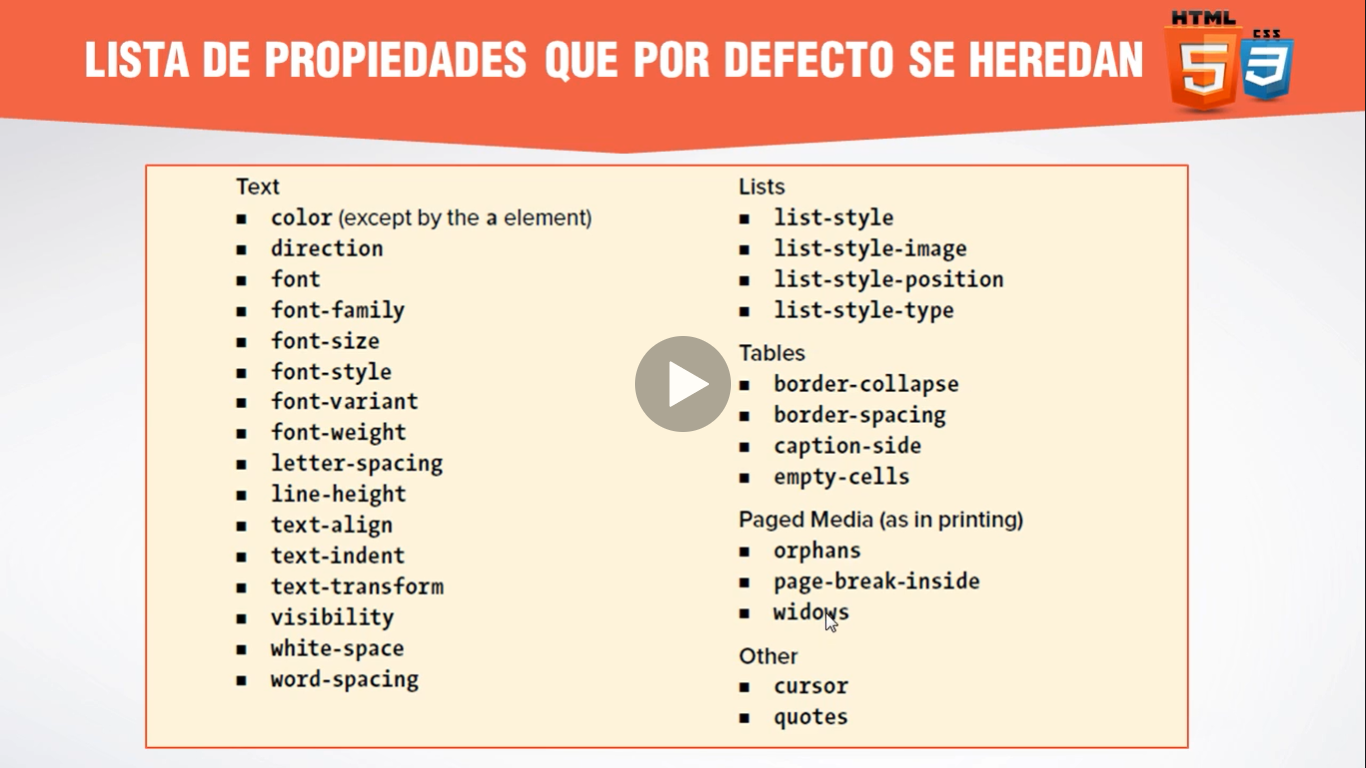 LISTA DE PROPIEDADES QUE POR DEFECTO SE HEREDAN
HTML
5
CSS
3
Text
color (except by the a element)
direction
font
font-family
font-size
font-style
font-variant
font-weight
letter-spacing
line-height
text-align
text-indent
text-transform
visibility
white-space
word-spacing
Lists
list-style
list-style-image
list-style-position
list-style-type
Tables
border-collapse
border-spacing
caption-side
empty-cells
Paged Media (as in printing)
orphans
page-break-inside
widows
Other
cursor
quotes